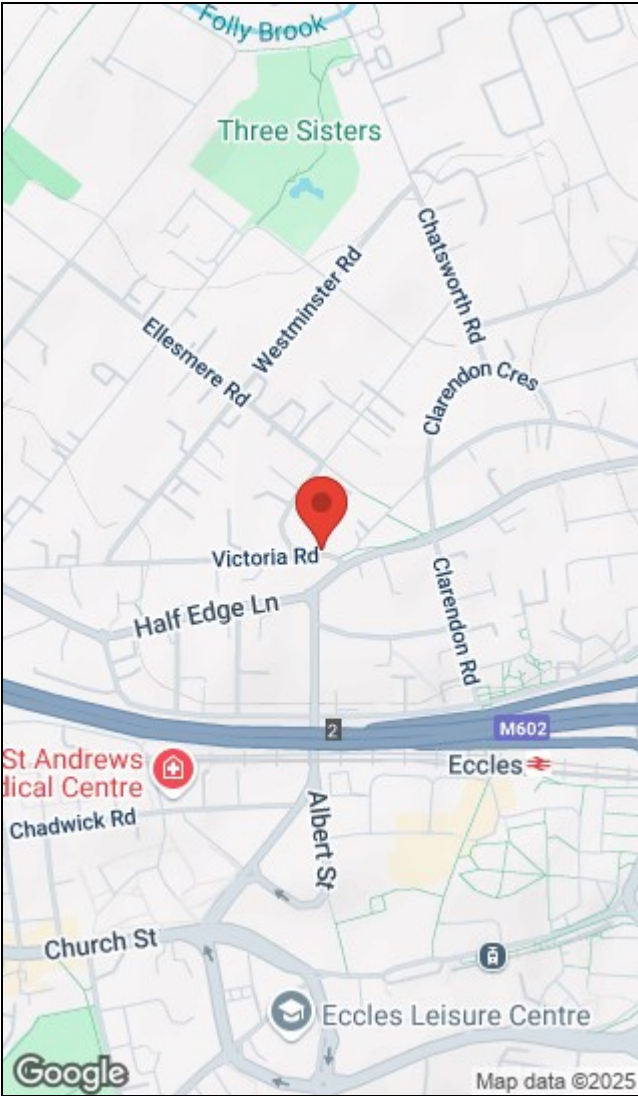 Folly Brook
Three Sisters
Chatsworth Rd
Westminster Rd
Ellesmere Rd
Clarendon Cres
Victoria Rd
Half Edge Ln
Clarendon Rd
2
M602
St Andrews
dical Centre
Eccles
Albert St
Chadwick Rd
Church St
Eccles Leisure Centre
Google
Map data ©2025